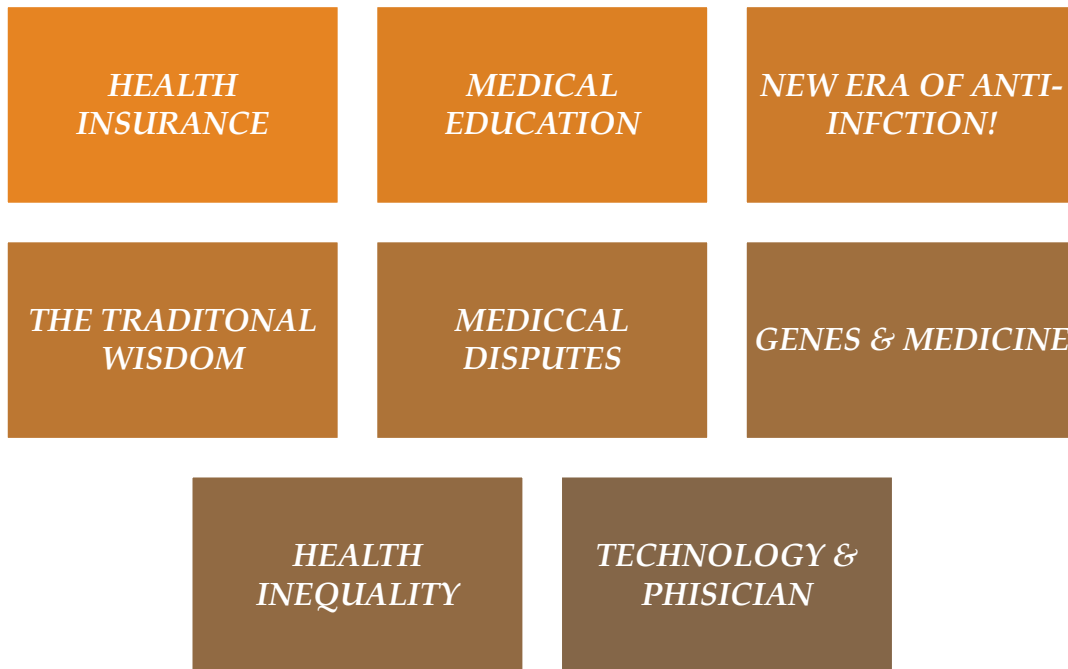 HEALTH
INSURANCE
MEDICAL
EDUCATION
NEW ERA OF ANTI-
INFCTION!
THE TRADITONAL
WISDOM
MEDICCAL
DISPUTES
GENES & MEDICINE
HEALTH
INEQUALITY
TECHNOLOGY &
PHISICIAN